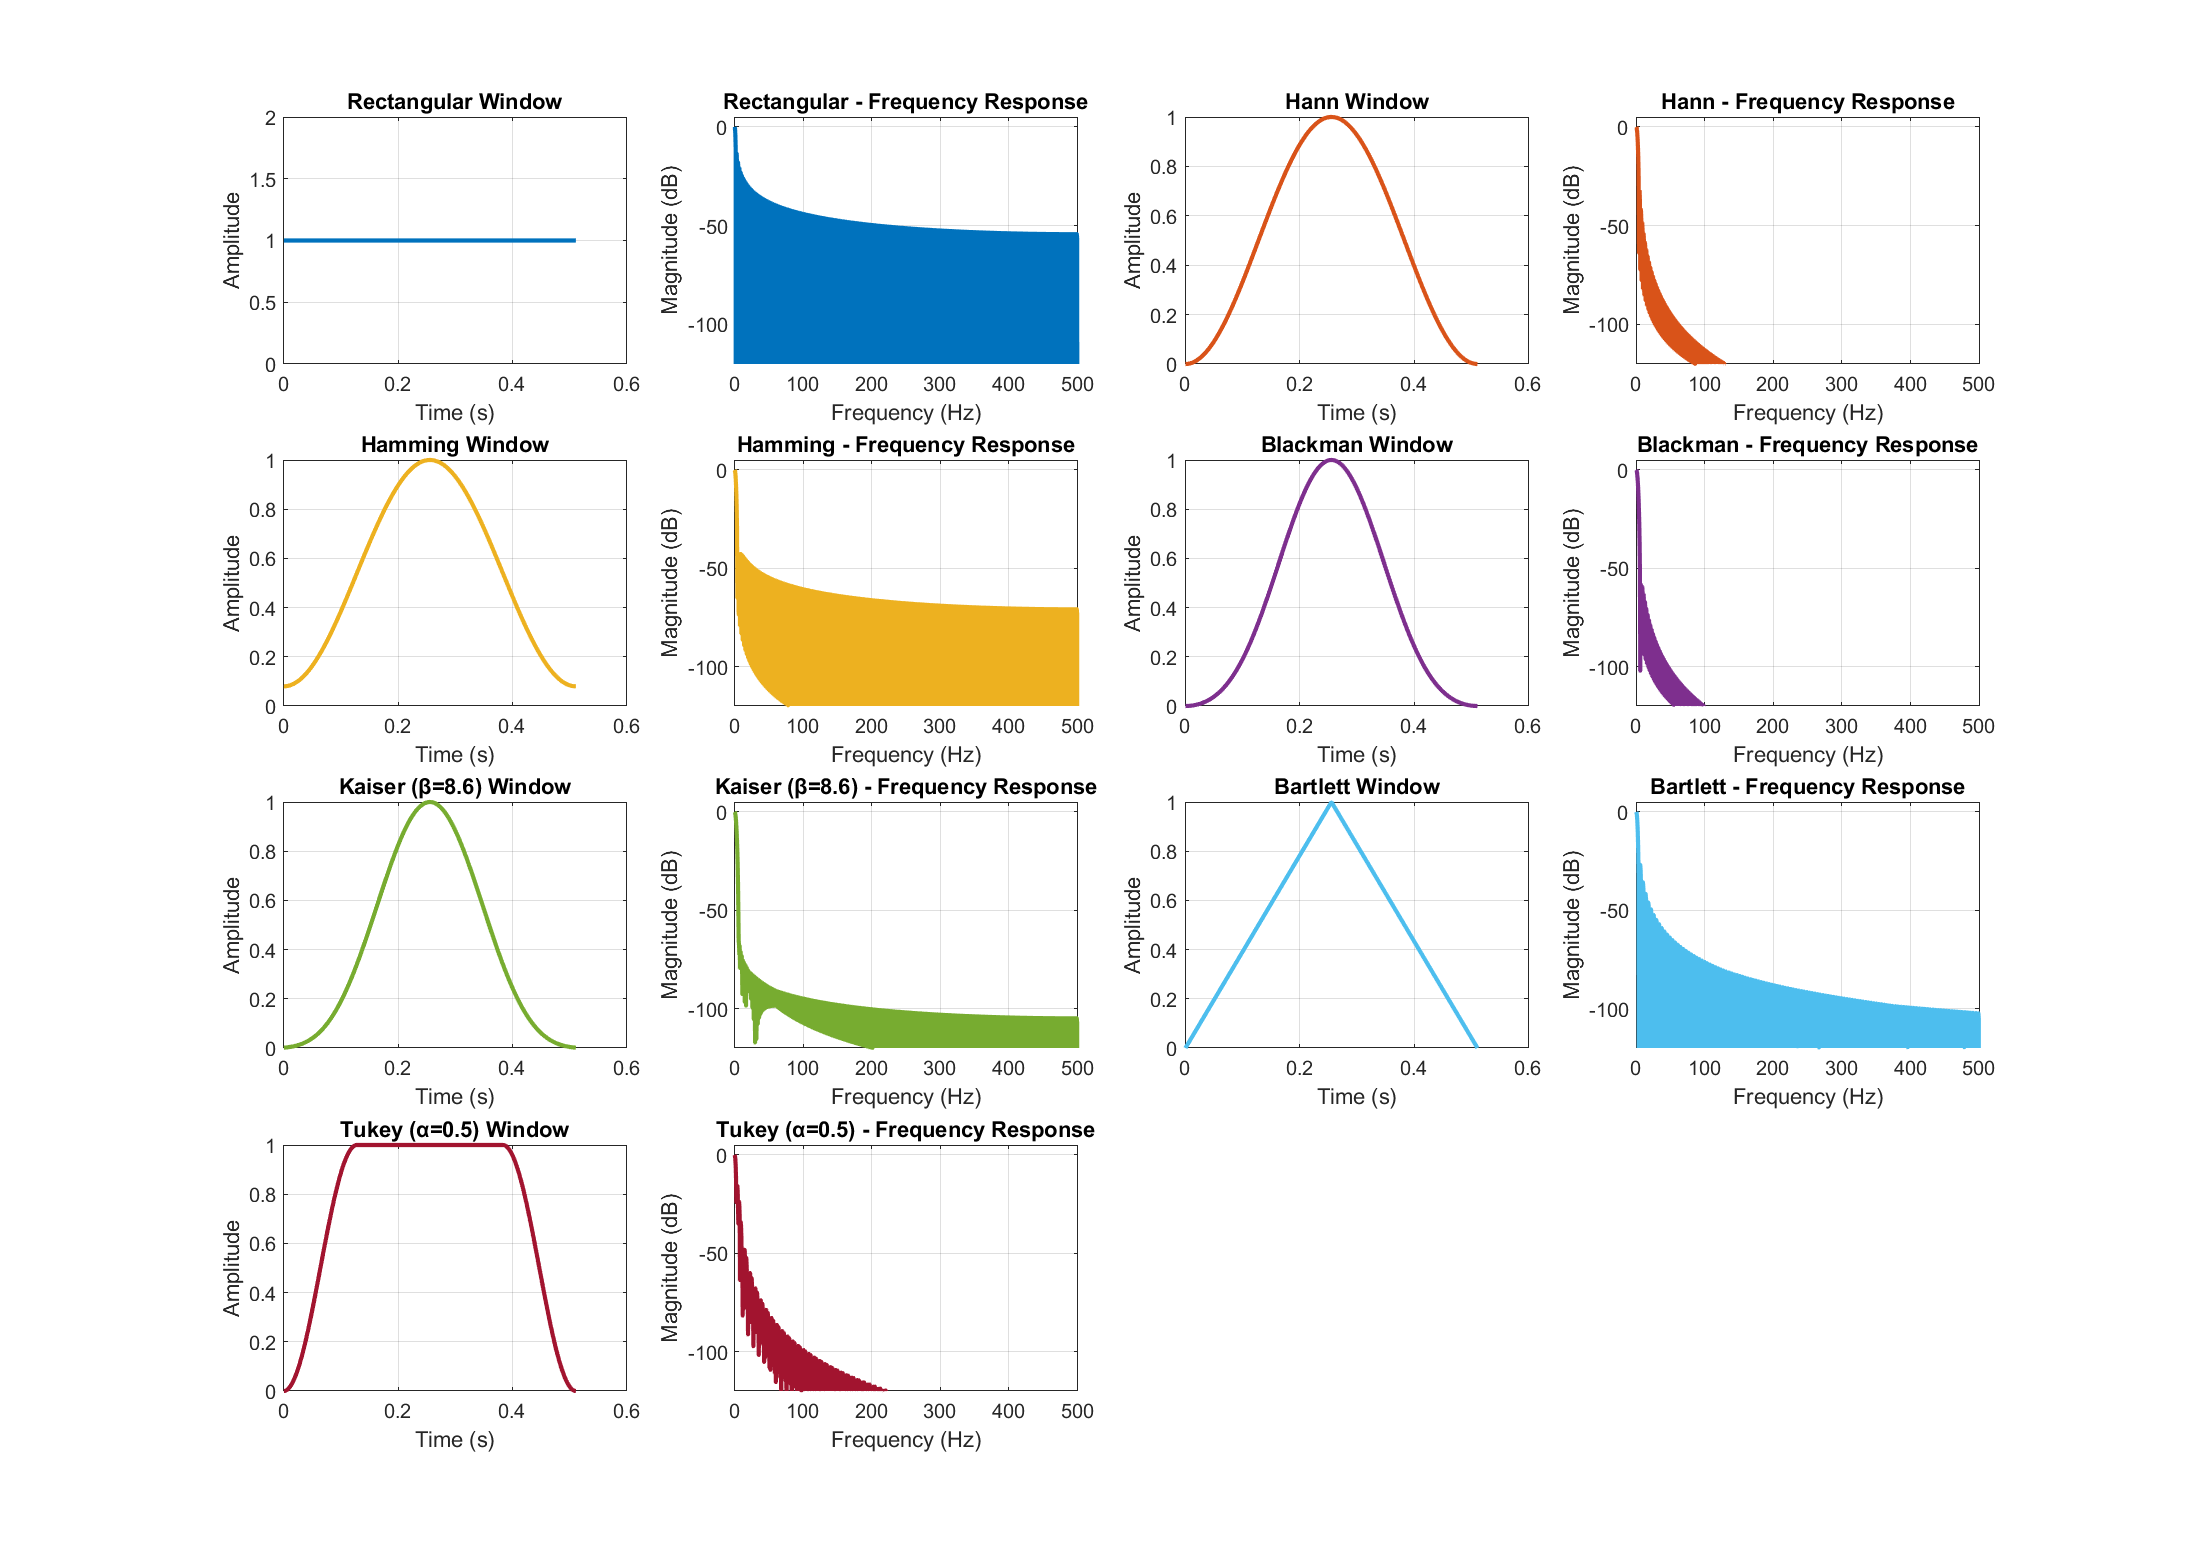 Rectangular Window
2
1.5
1
0.5
0
0 0.2 0.4 0.6
Amplitude
Time (s)
Rectangular - Frequency Response
0
-50
-100
0 100 200 300 400 500
Magnitude (dB)
Frequency (Hz)
Hann Window
1
0.8
0.6
0.4
0.2
0
0 0.2 0.4 0.6
Amplitude
Time (s)
Hann - Frequency Response
0
-50
-100
0 100 200 300 400 500
Magnitude (dB)
Frequency (Hz)
Hamming Window
1
0.8
0.6
0.4
0.2
0
0 0.2 0.4 0.6
Amplitude
Time (s)
Hamming - Frequency Response
0
-50
-100
0 100 200 300 400 500
Magnitude (dB)
Frequency (Hz)
Blackman Window
1
0.8
0.6
0.4
0.2
0
0 0.2 0.4 0.6
Amplitude
Time (s)
Blackman - Frequency Response
0
-50
-100
0 100 200 300 400 500
Magnitude (dB)
Frequency (Hz)
Kaiser (β=8.6) Window
1
0.8
0.6
0.4
0.2
0
0 0.2 0.4 0.6
Amplitude
Time (s)
Kaiser (β=8.6) - Frequency Response
0
-50
-100
0 100 200 300 400 500
Magnitude (dB)
Frequency (Hz)
Bartlett Window
1
0.8
0.6
0.4
0.2
0
0 0.2 0.4 0.6
Amplitude
Time (s)
Bartlett - Frequency Response
0
-50
-100
0 100 200 300 400 500
Magnitude (dB)
Frequency (Hz)
Tukey (α=0.5) Window
1
0.8
0.6
0.4
0.2
0
0 0.2 0.4 0.6
Amplitude
Time (s)
Tukey (α=0.5) - Frequency Response
0
-50
-100
0 100 200 300 400 500
Magnitude (dB)
Frequency (Hz)